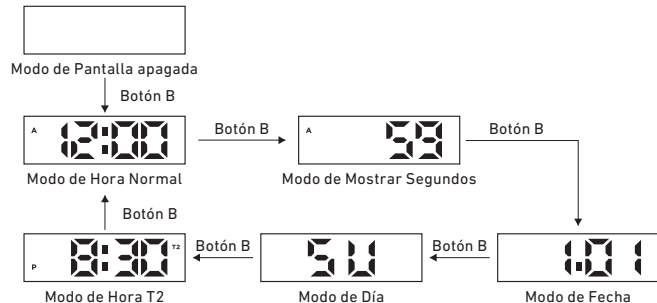 Modo de Pantalla apagada
Botón B
A 12:00
Botón B
A 59
Botón B
Modo de Hora Normal
Modo de Mostrar Segundos
Botón B
P 8:30 T2
Botón B
SU
Botón B
1.01
Modo de Hora T2
Modo de Día
Modo de Fecha